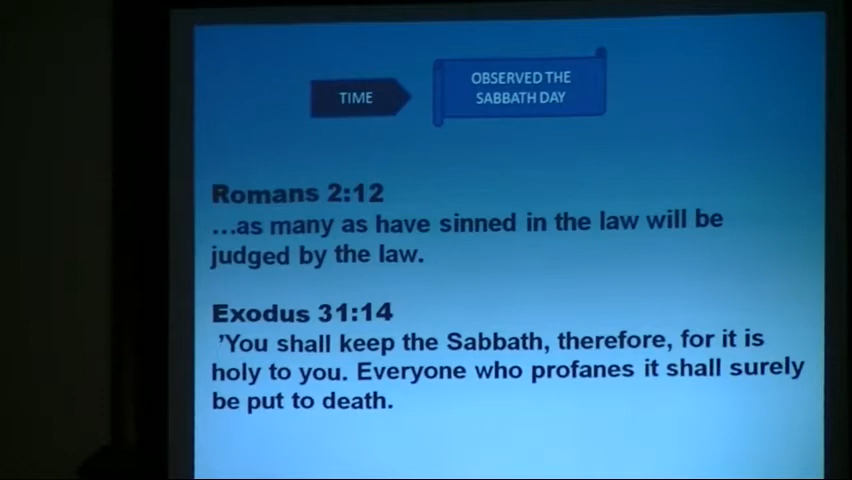 TIME
OBSERVED THE
SABBATH DAY
Romans 2:12
...as many as have sinned in the law will be
judged by the law.
Exodus 31:14
'You shall keep the Sabbath, therefore, for it is
holy to you. Everyone who profanes it shall surely
be put to death.